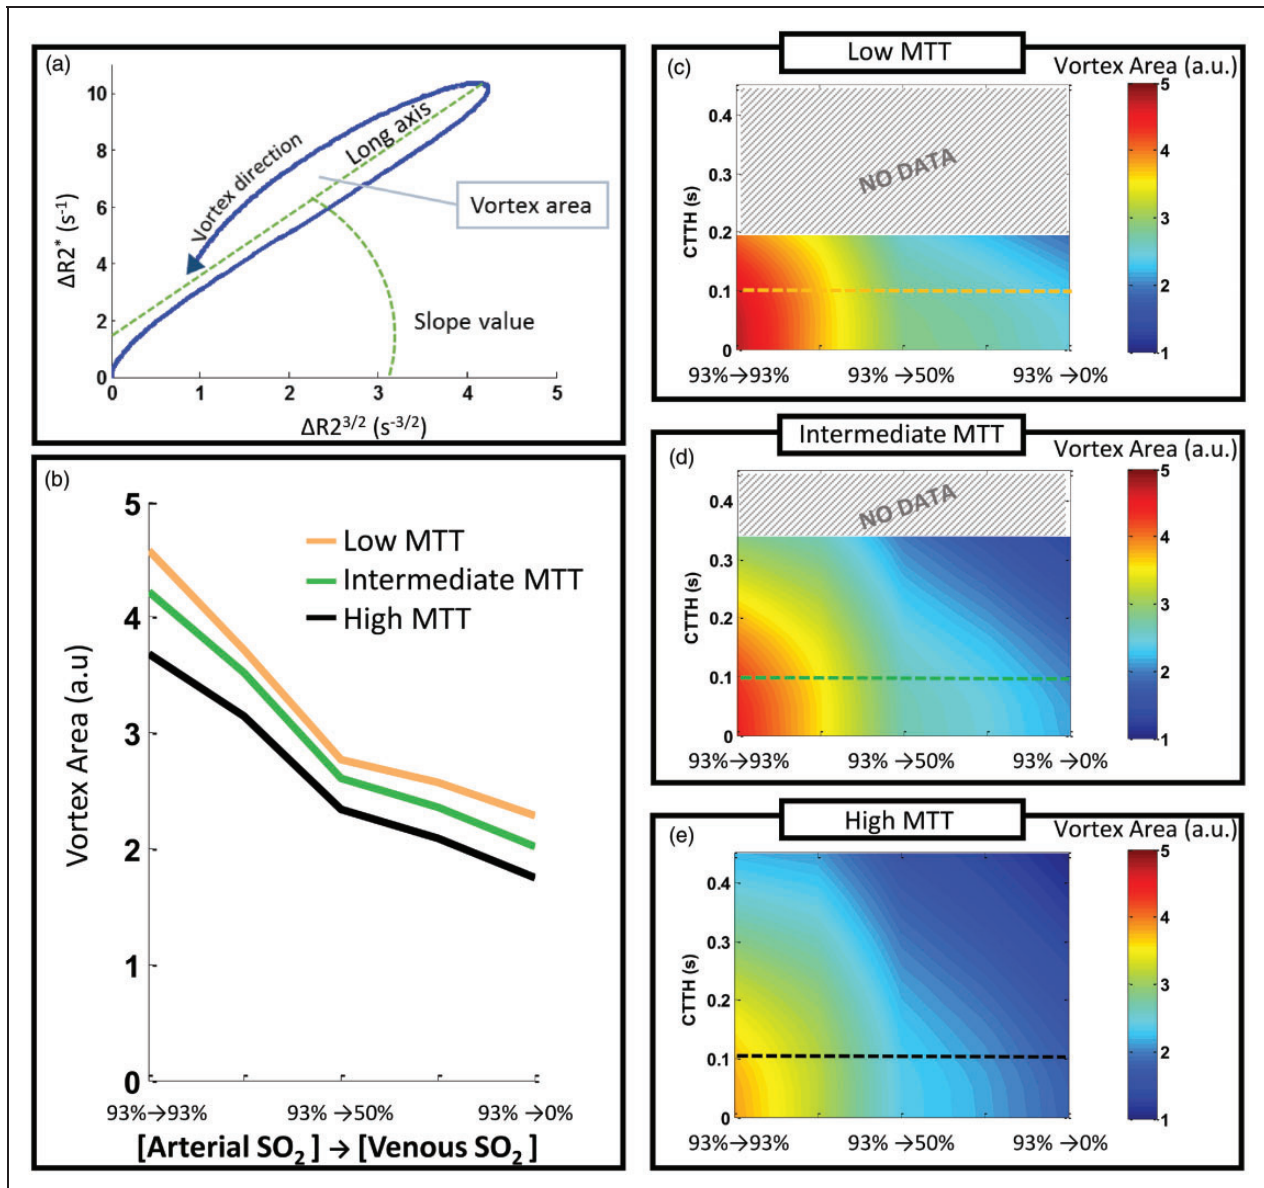 (a)
10
8
6
4
2
0
0
1
2
3
4
5
ΔR2* (s-1)
ΔR2^3/2 (s^-3/2)
Vortex direction
Long axis
Vortex area
Slope value
(b)
5
4
3
2
1
0
Vortex Area (a.u)
Low MTT
Intermediate MTT
High MTT
93%→93%
93% →50%
93% →0%
[Arterial SO2] → [Venous SO2]
(c)
Low MTT
Vortex Area (a.u.)
NO DATA
CTTH (s)
0.4
0.3
0.2
0.1
0
93%→93%
93% →50%
93% →0%
5
4
3
2
1
(d)
Intermediate MTT
Vortex Area (a.u.)
NO DATA
CTTH (s)
0.4
0.3
0.2
0.1
0
93%→93%
93% →50%
93% →0%
5
4
3
2
1
(e)
High MTT
Vortex Area (a.u.)
CTTH (s)
0.4
0.3
0.2
0.1
0
93%→93%
93% →50%
93% →0%
5
4
3
2
1